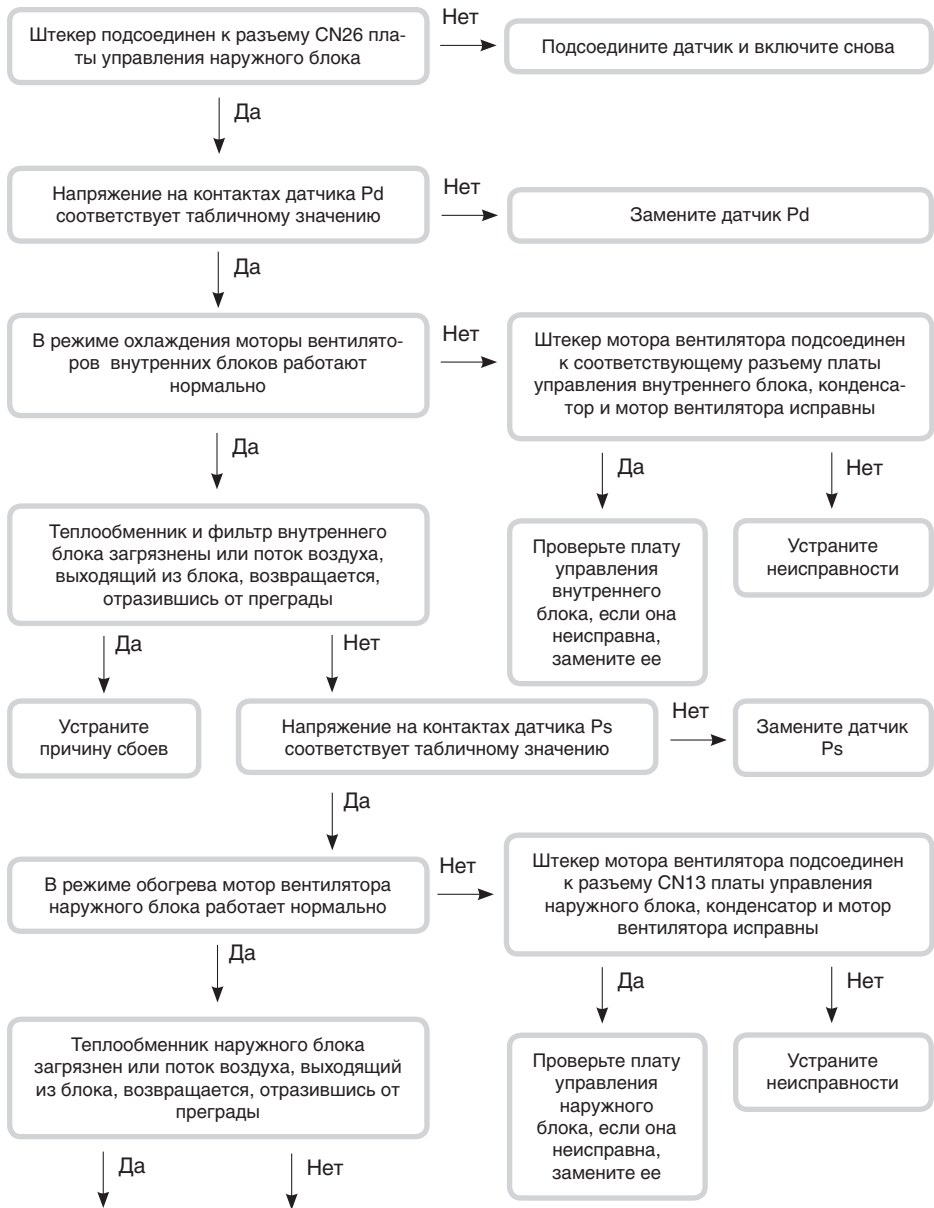 Штекер подсоединен к разъему CN26 пла-
ты управления наружного блока
Нет
Подсоедините датчик и включите снова
Да
Напряжение на контактах датчика Pd
соответствует табличному значению
Нет
Замените датчик Pd
Да
В режиме охлаждения моторы вентилято-
ров внутренних блоков работают
нормально
Нет
Штекер мотора вентилятора подсоединен
к соответствующему разъему платы
управления внутреннего блока, конденса-
тор и мотор вентилятора исправны
Да
Да
Нет
Теплообменник и фильтр внутреннего
блока загрязнены или поток воздуха,
выходящий из блока, возвращается,
отразившись от преграды
Проверьте плату
управления
внутреннего
блока, если она
неисправна,
замените ее
Устраните
неисправности
Да
Нет
Устраните
причину сбоев
Напряжение на контактах датчика Ps
соответствует табличному значению
Нет
Замените датчик
Ps
Да
В режиме обогрева мотор вентилятора
наружного блока работает нормально
Нет
Штекер мотора вентилятора подсоединен
к разъему CN13 платы управления
наружного блока, конденсатор и мотор
вентилятора исправны
Да
Да
Нет
Теплообменник наружного блока
загрязнен или поток воздуха, выходящий
из блока, возвращается, отразившись от
преграды
Проверьте плату
управления
наружного
блока, если она
неисправна,
замените ее
Устраните
неисправности
Да
Нет